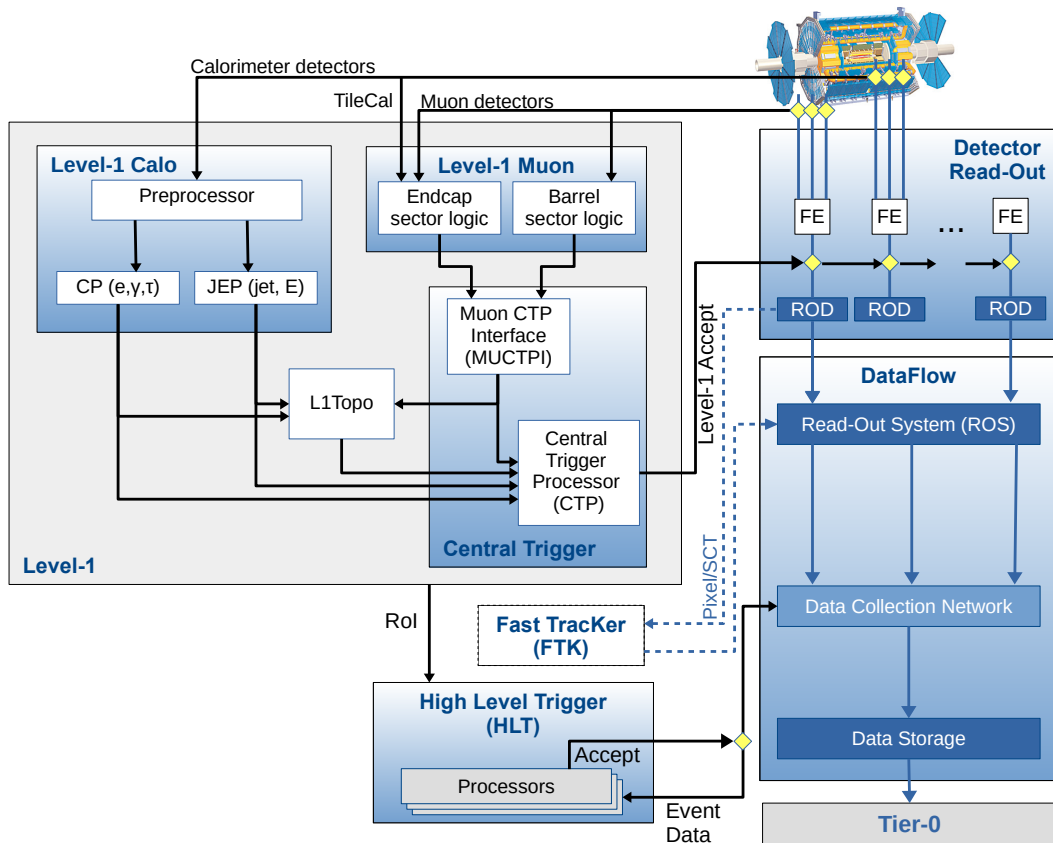 Calorimeter detectors
TileCal
Muon detectors
Level-1 Calo
Preprocessor
CP (e,γ,τ)
JEP (jet, E)
Level-1 Muon
Endcap
sector logic
Barrel
sector logic
Muon CTP
Interface
(MUCTPI)
L1Topo
Central
Trigger
Processor
(CTP)
Central Trigger
Level-1
Level-1 Accept
Detector
Read-Out
FE
FE
FE
...
ROD
ROD
ROD
DataFlow
Read-Out System (ROS)
Data Collection Network
Data Storage
Tier-0
Pixel/SCT
Fast TracKer
(FTK)
RoI
High Level Trigger
(HLT)
Accept
Processors
Event
Data